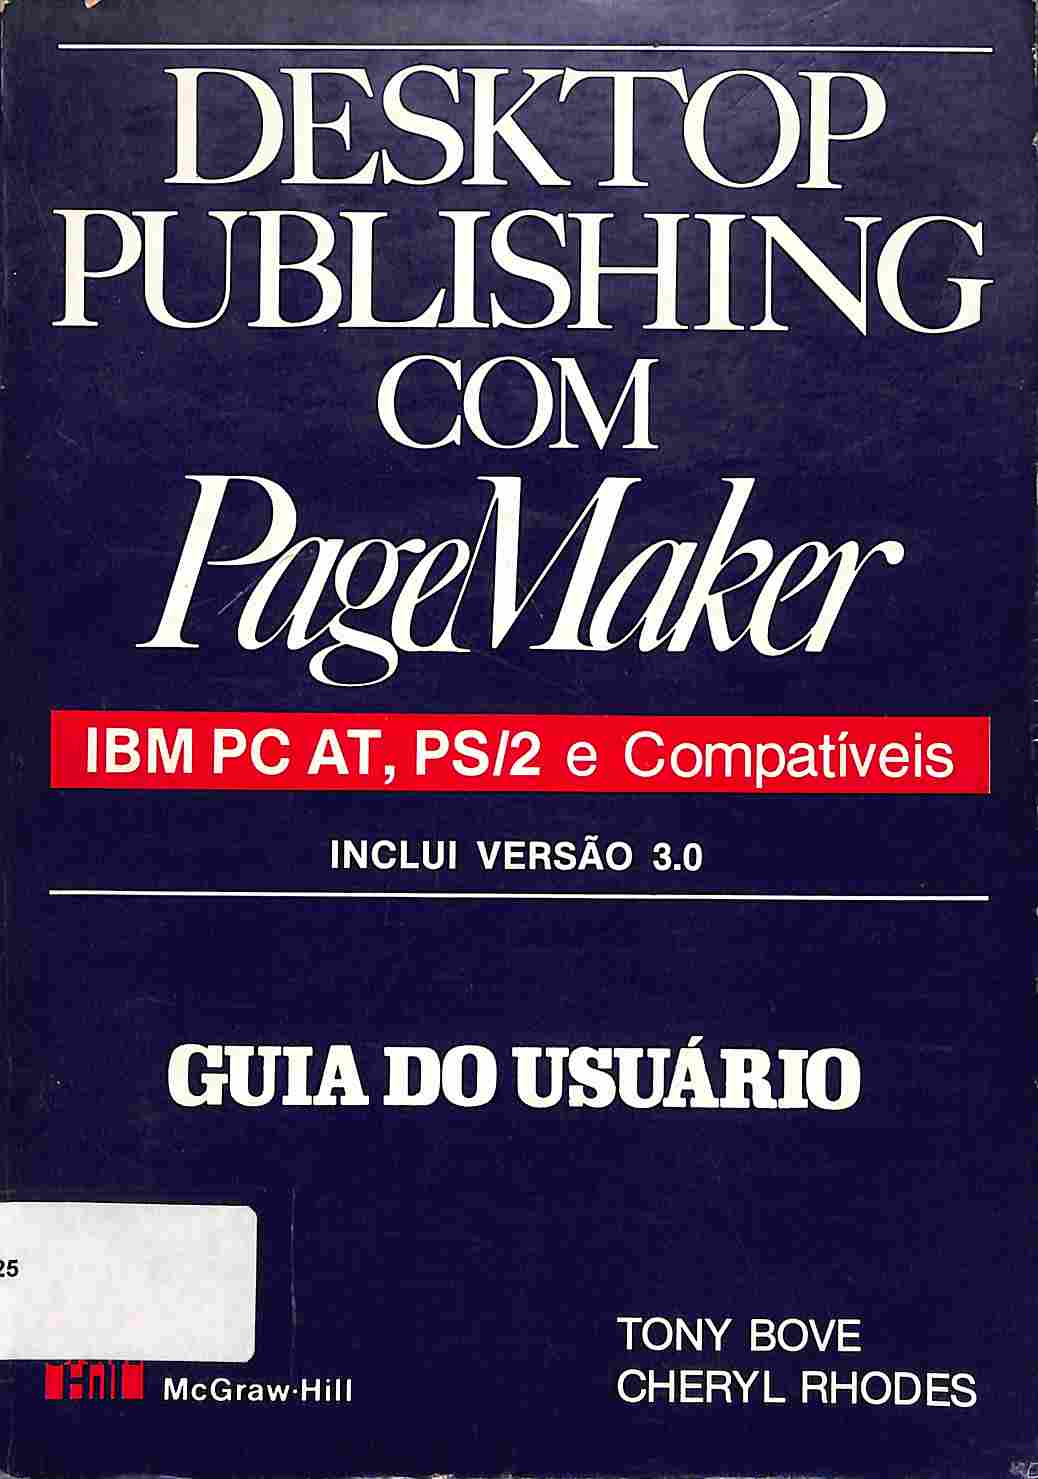 DESKTOP
PUBLISHING
COM
PageMaker
IBM PC AT, PS/2 e Compatíveis
INCLUI VERSÃO 3.0
GUIA DO USUÁRIO
25
TONY BOVE
CHERYL RHODES
McGraw-Hill